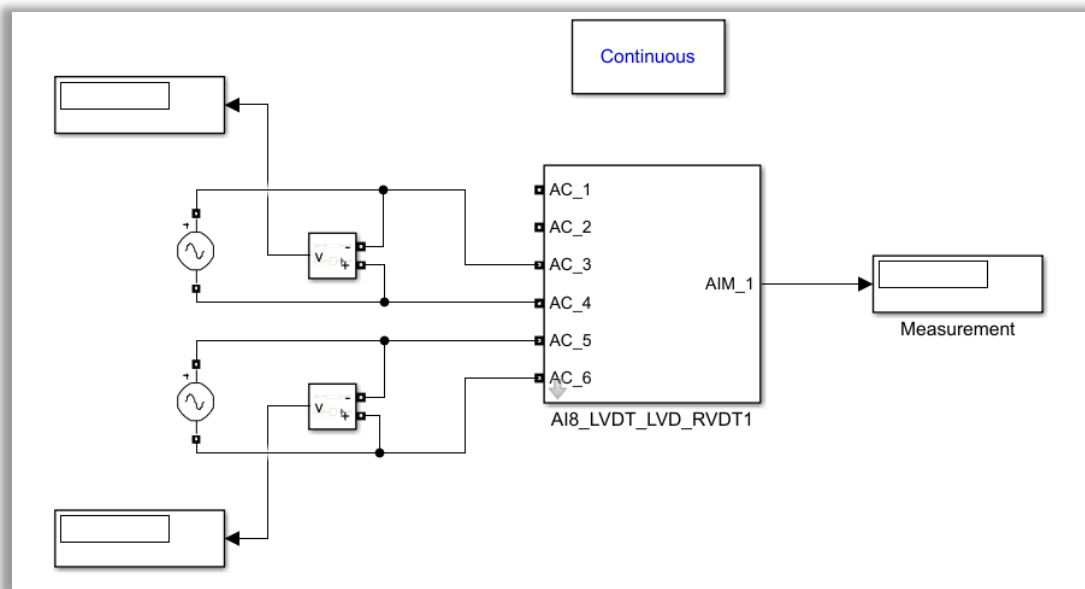 Continuous
AC_1
AC_2
AC_3
AC_4
AC_5
AC_6
AIM_1
AI8_LVDT_LVD_RVDT1
Measurement
+
v
-
+
+
v
-
+